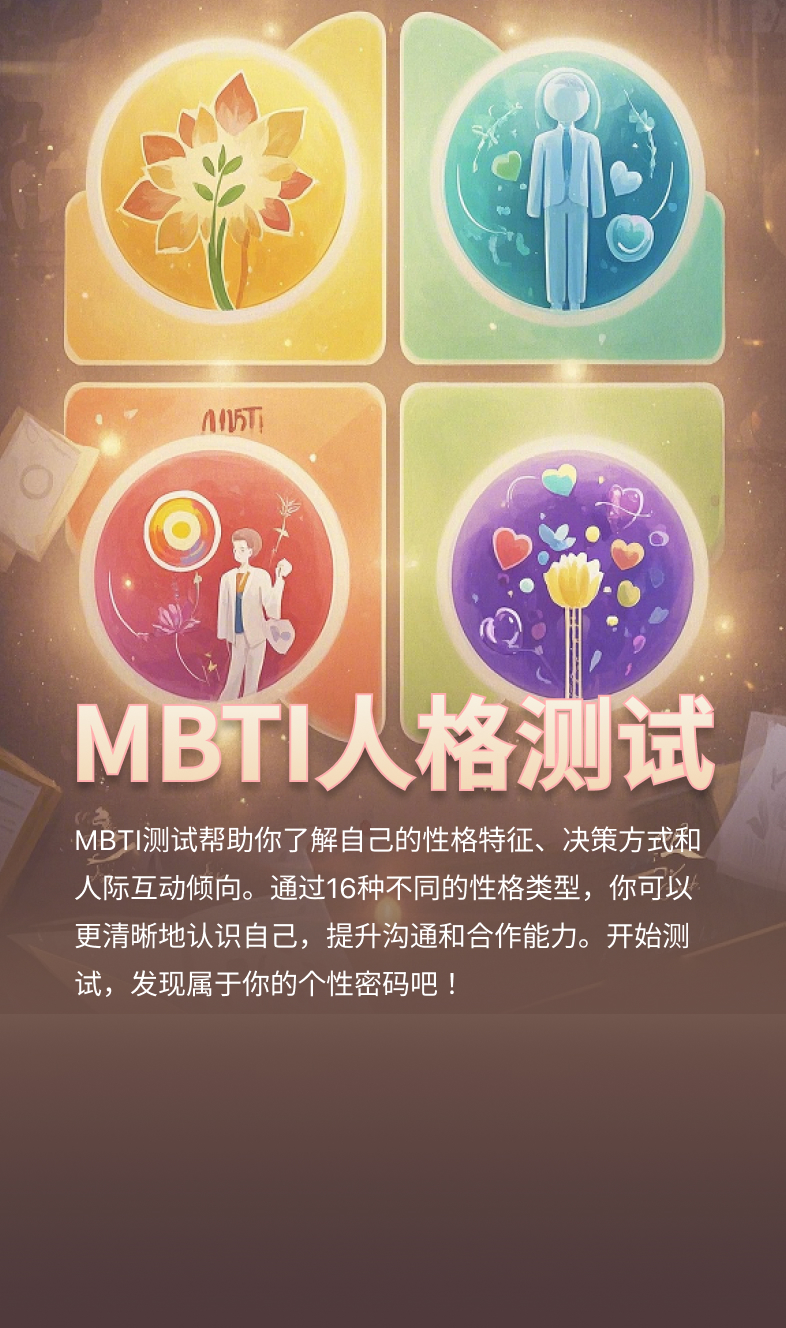 MBTI
MBTI人格测试
MBTI测试帮助你了解自己的性格特征、决策方式和
人际互动倾向。通过16种不同的性格类型，你可以
更清晰地认识自己，提升沟通和合作能力。开始测
试，发现属于你的个性密码吧！